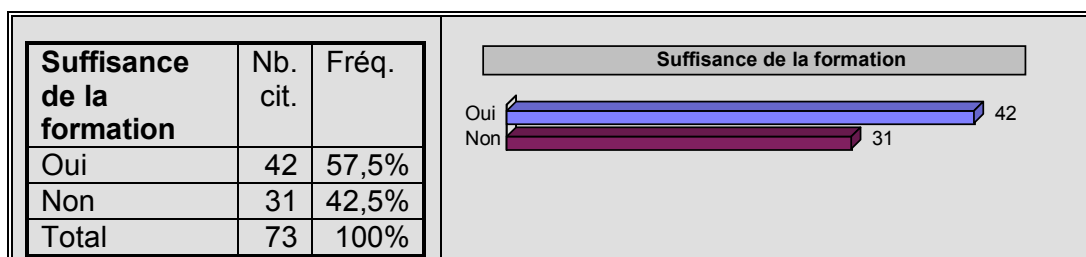 Suffisance de la formation Nb. cit. Fréq.
Oui 42 57,5%
Non 31 42,5%
Total 73 100%
Suffisance de la formation
Oui 42
Non 31